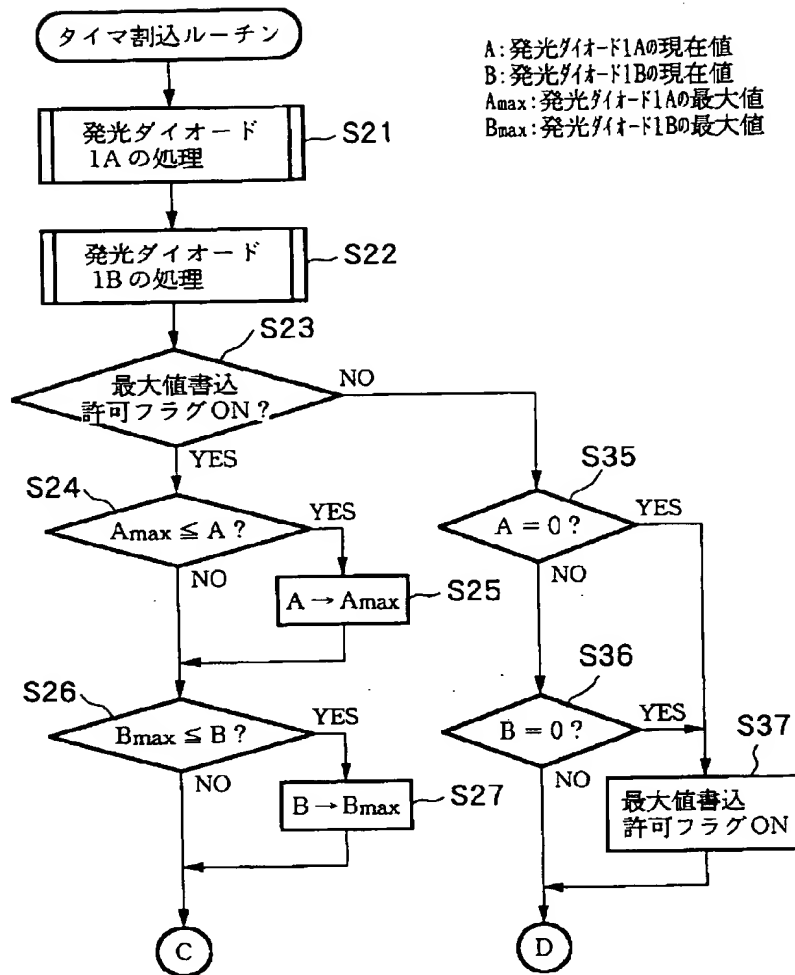 タイマ割込ルーチン
A:発光ダイオード1Aの現在値
B:発光ダイオード1Bの現在値
Amax:発光ダイオード1Aの最大値
Bmax:発光ダイオード1Bの最大値
発光ダイオード
1Aの処理
S21
発光ダイオード
1Bの処理
S22
S23
最大値書込
許可フラグON?
NO
YES
S24
Amax≦A?
YES
NO
A→Amax
S25
S26
Bmax≦B?
YES
NO
B→Bmax
S27
C
S35
A=0?
YES
NO
S36
B=0?
YES
NO
S37
最大値書込
許可フラグON
D